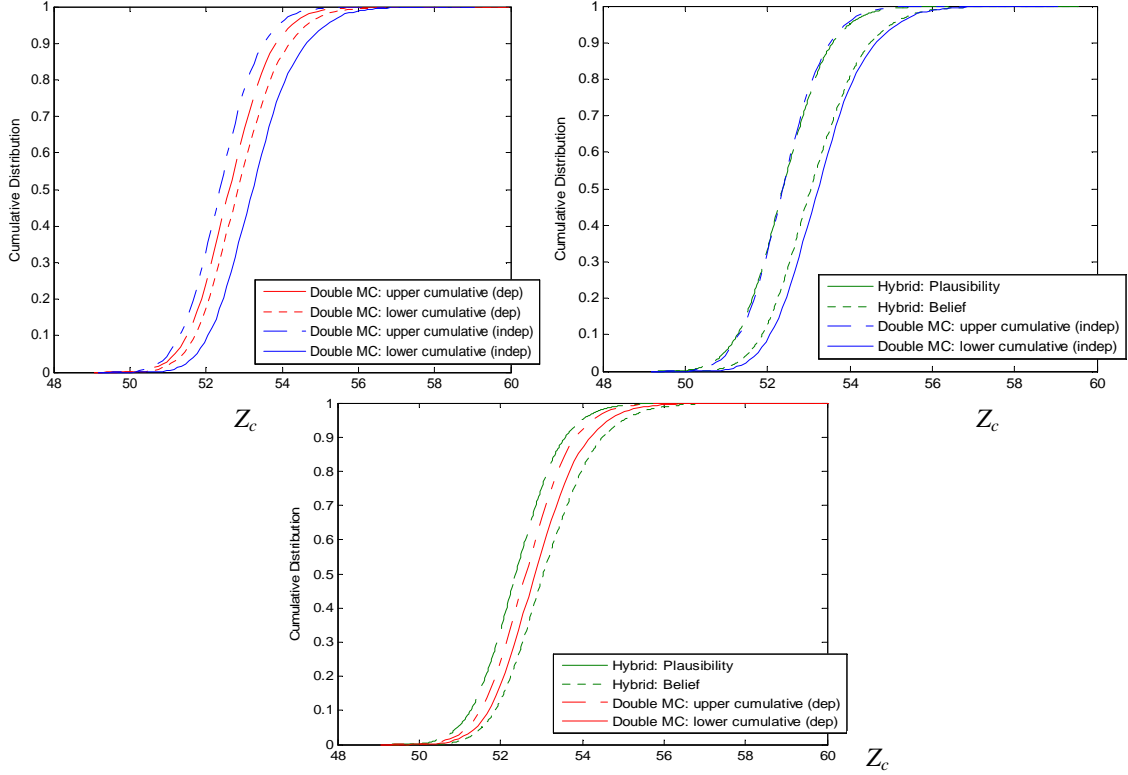 1
0.9
0.8
0.7
0.6
0.5
0.4
0.3
0.2
0.1
0
Cumulative Distribution
Double MC: upper cumulative (dep)
Double MC: lower cumulative (dep)
Double MC: upper cumulative (indep)
Double MC: lower cumulative (indep)
48 50 52 54 56 58 60
Z_c
1
0.9
0.8
0.7
0.6
0.5
0.4
0.3
0.2
0.1
0
Cumulative Distribution
Hybrid: Plausibility
Hybrid: Belief
Double MC: upper cumulative (indep)
Double MC: lower cumulative (indep)
48 50 52 54 56 58 60
Z_c
1
0.9
0.8
0.7
0.6
0.5
0.4
0.3
0.2
0.1
0
Cumulative Distribution
Hybrid: Plausibility
Hybrid: Belief
Double MC: upper cumulative (dep)
Double MC: lower cumulative (dep)
48 50 52 54 56 58 60
Z_c